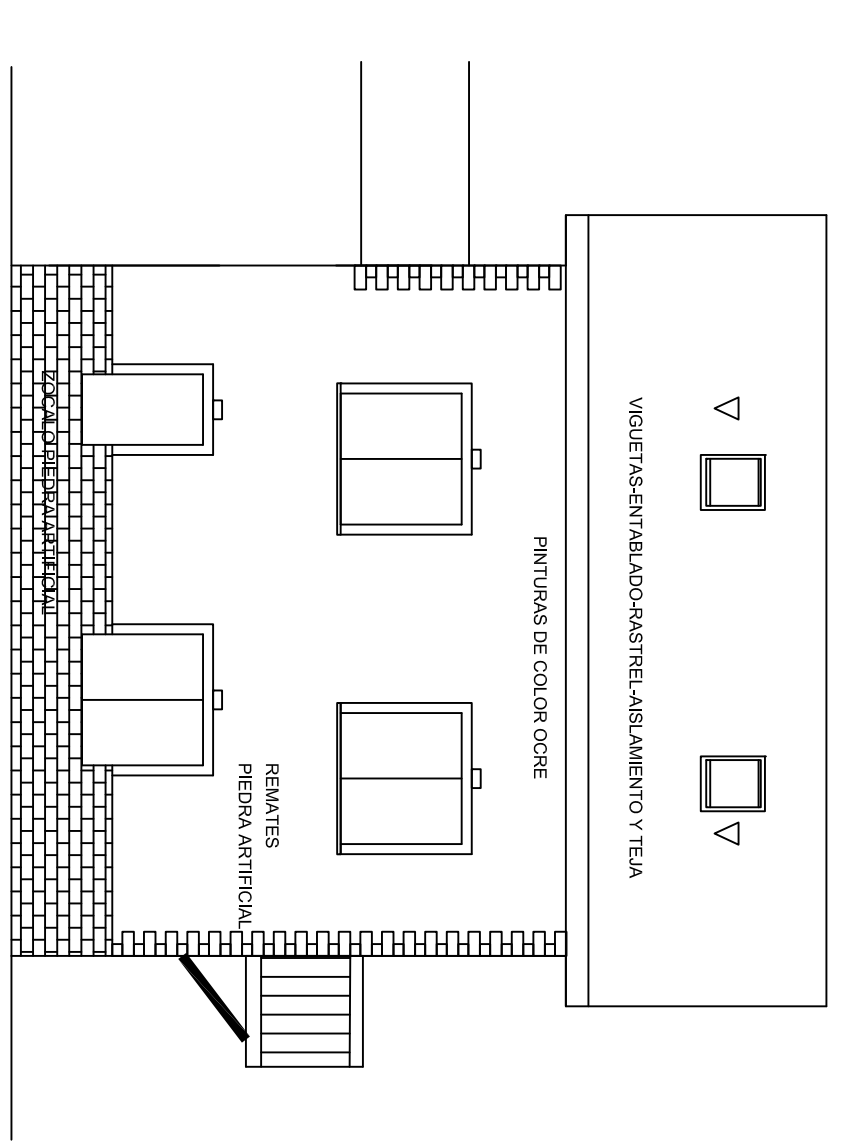 VIGUETAS-ENTABLADO-RASTREL-AISLAMIENTO Y TEJA
PINTURAS DE COLOR OCRE
REMATES
PIEDRA ARTIFICIAL
ZOCALO PIEDRA ARTIFICIAL